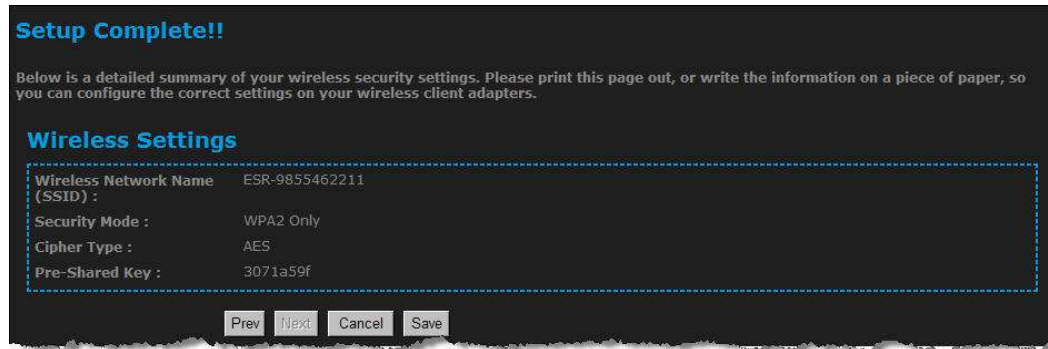 Setup Complete!!
Below is a detailed summary of your wireless security settings. Please print this page out, or write the information on a piece of paper, so
you can configure the correct settings on your wireless client adapters.
Wireless Settings
Wireless Network Name
(SSID) : ESR-9855462211
Security Mode : WPA2 Only
Cipher Type : AES
Pre-Shared Key : 3071a59f
Prev Next Cancel Save